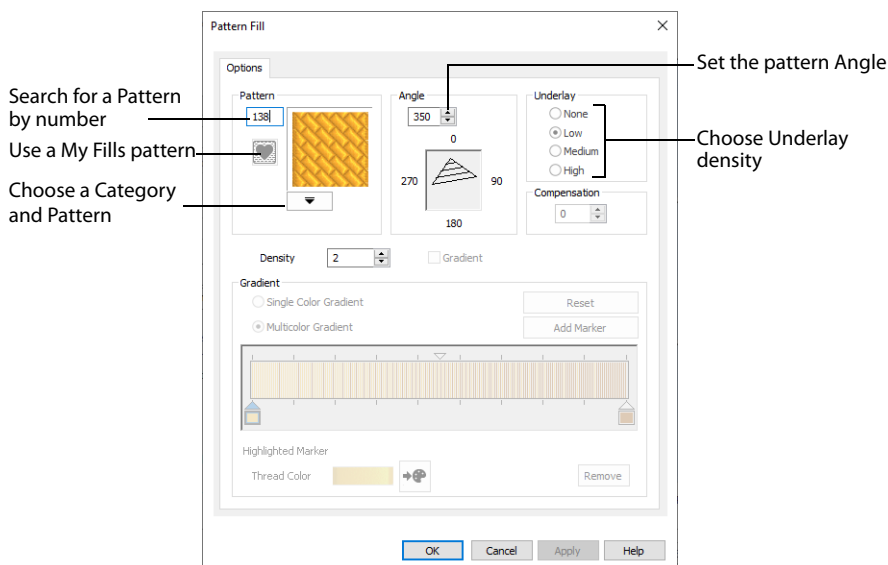 Pattern Fill
Options
Set the pattern Angle
Search for a Pattern
by number
Use a My Fills pattern
Choose a Category
and Pattern
Choose Underlay
density
Pattern
138
Angle
350
0
270
90
180
Underlay
None
Low
Medium
High
Compensation
0
Density
2
Gradient
Gradient
Single Color Gradient
Reset
Multicolor Gradient
Add Marker
Highlighted Marker
Thread Color
Remove
OK
Cancel
Apply
Help